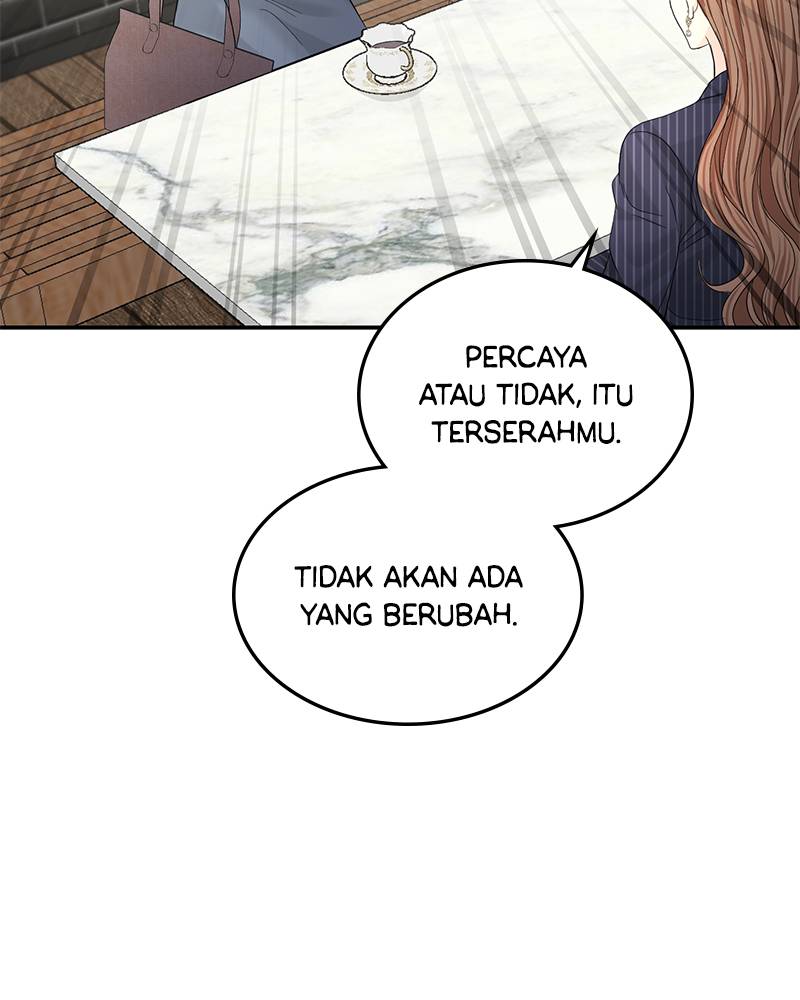 PERCAYA
ATAU TIDAK, ITU
TERSERAHMU.
TIDAK AKAN ADA
YANG BERUBAH.